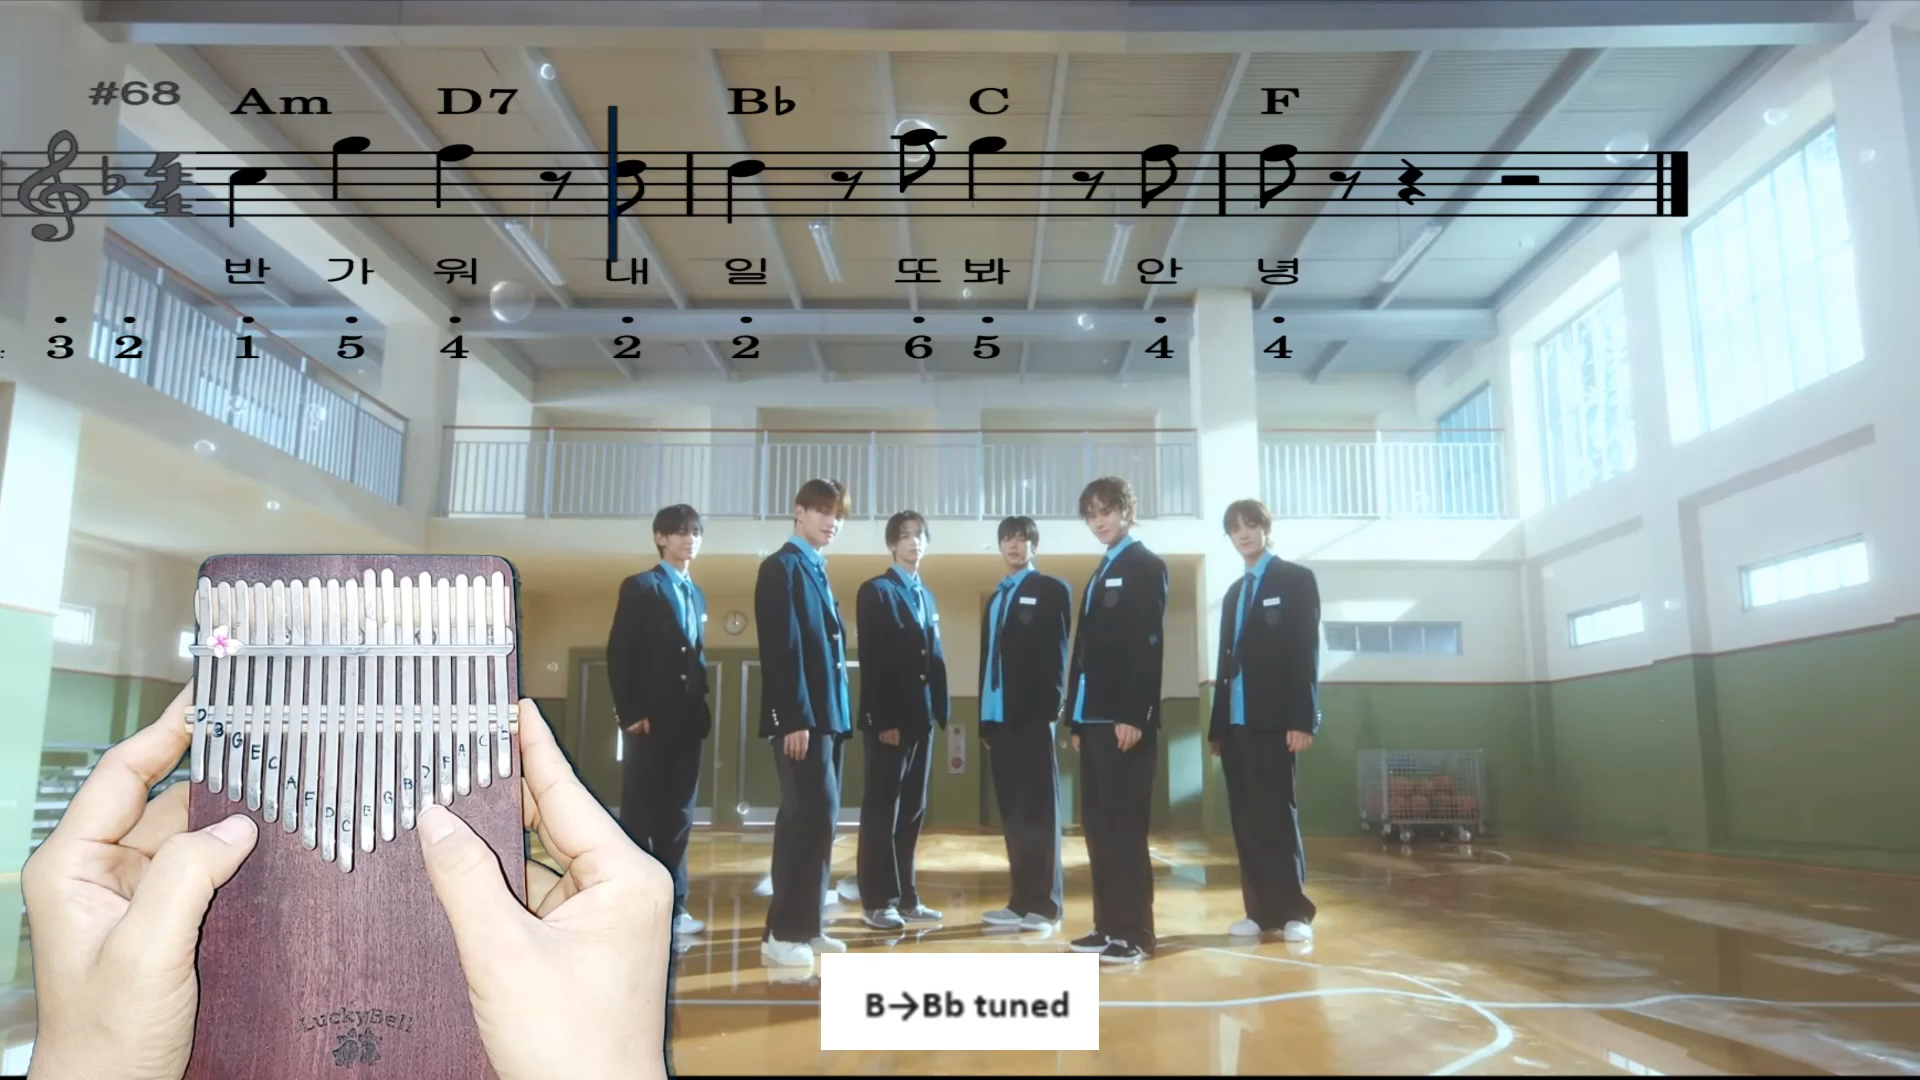 #68 Am D7 B♭ C F
반 가 워 내 일 또 봐 안 녕
3 2 1 5 4 2 2 6 5 4 4
D B G E C A F D C E G B D F A C E
LuckyBell
B→Bb tuned